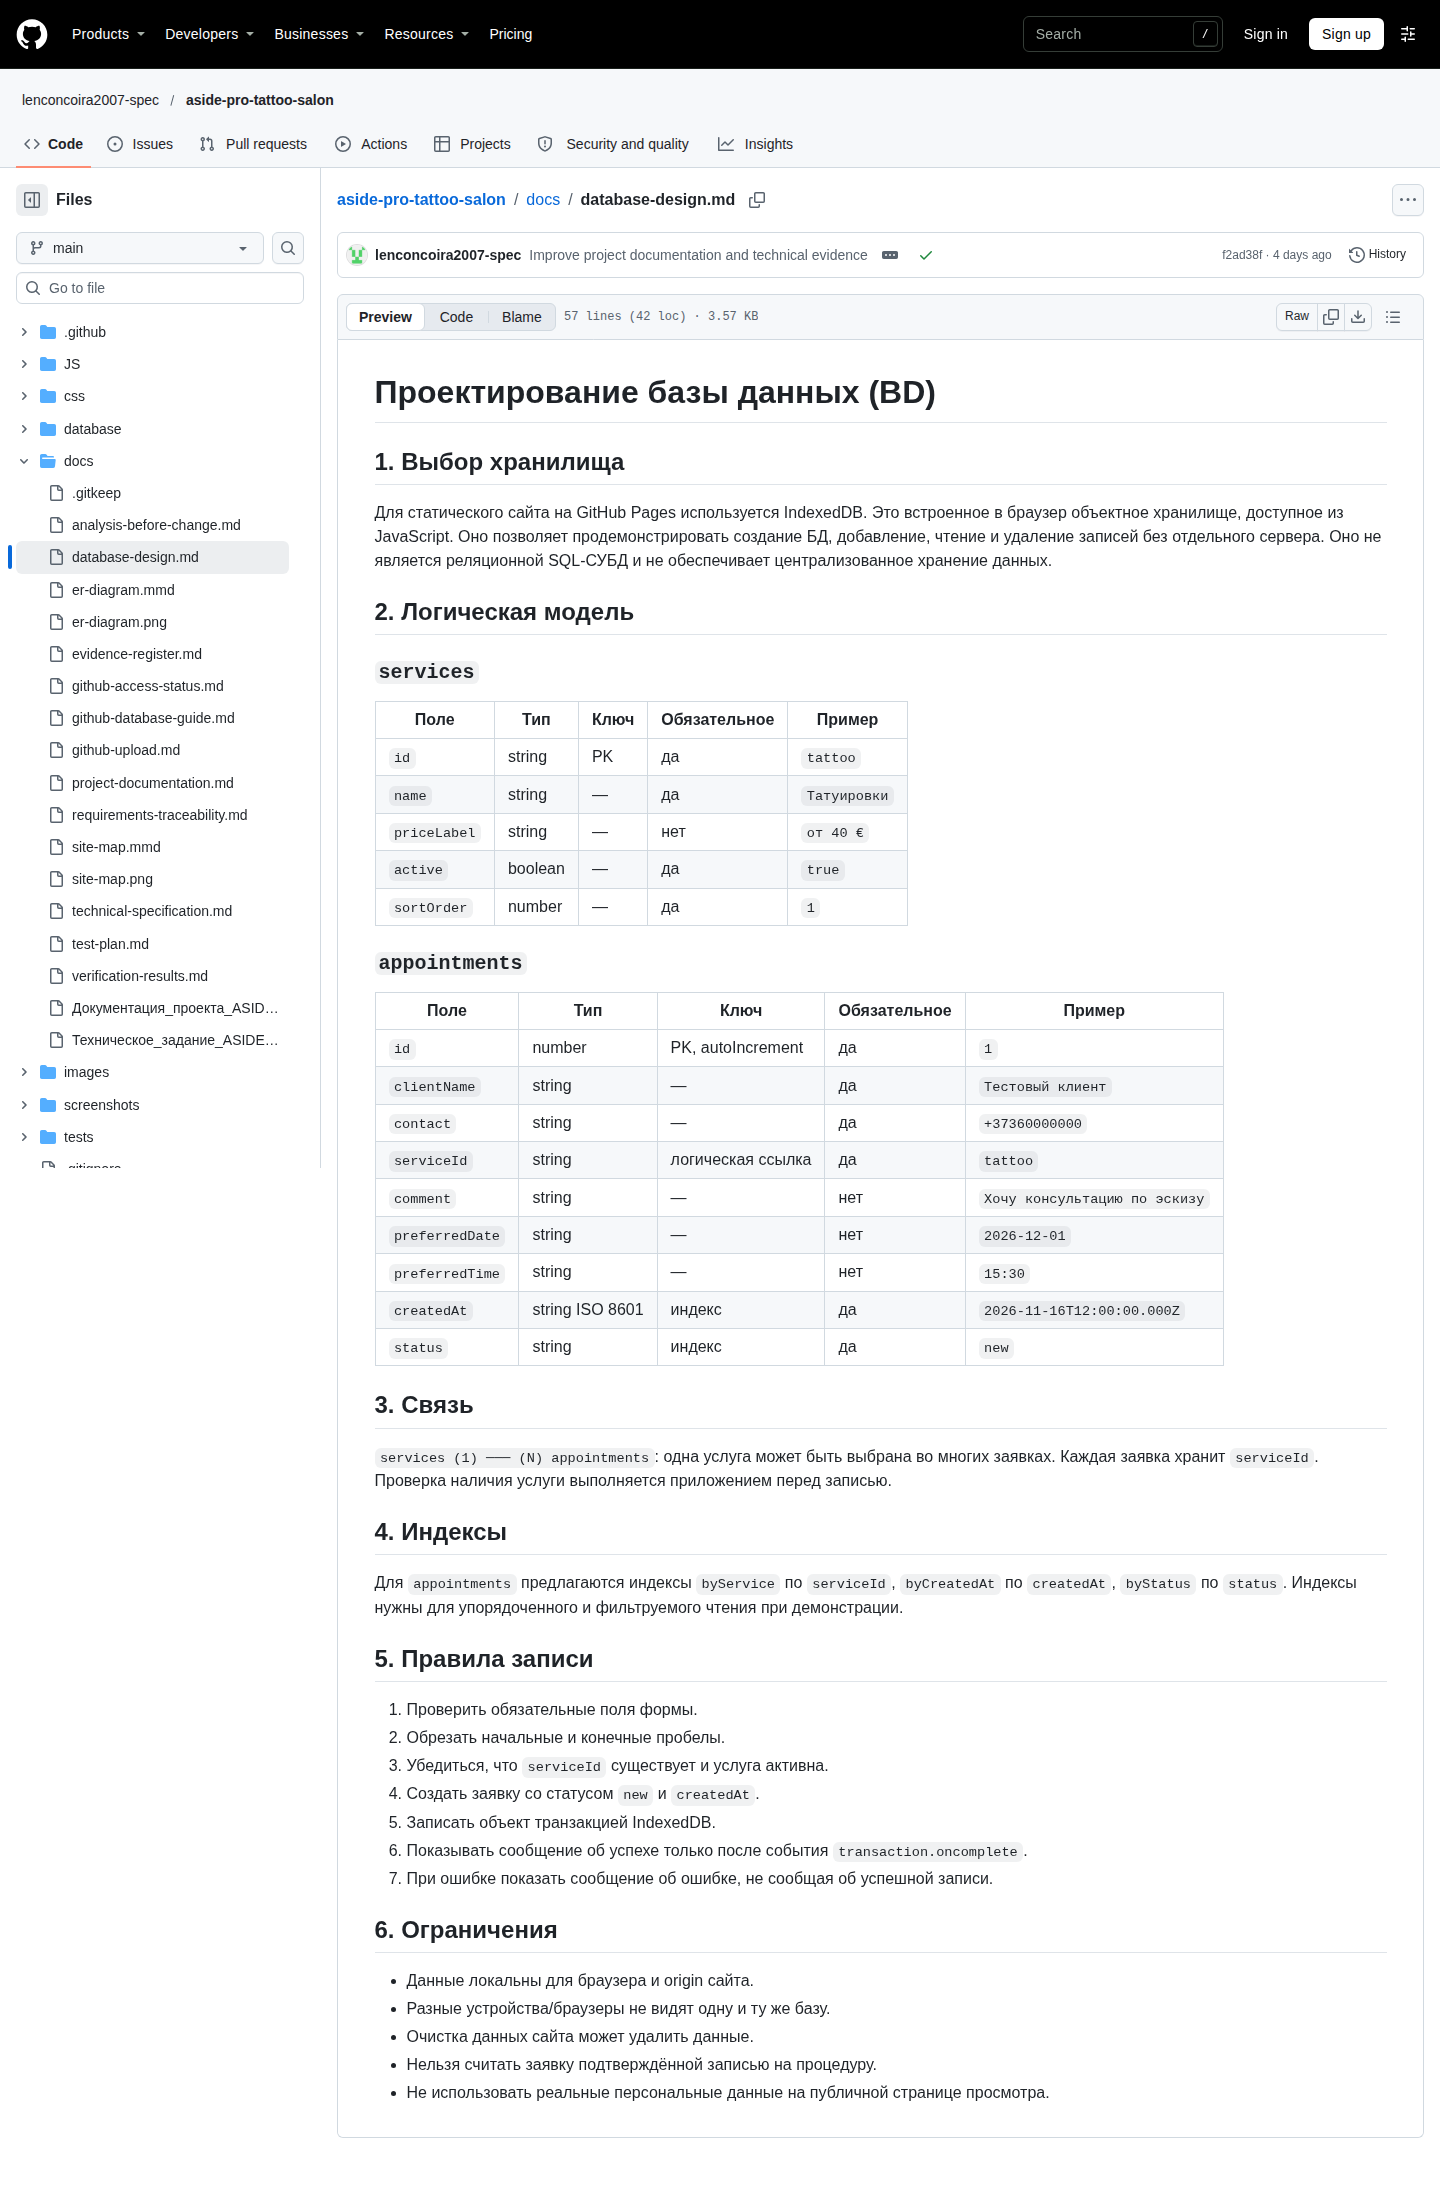 Products Developers Businesses Resources Pricing Search / Sign in Sign up
lenconcoira2007-spec / aside-pro-tattoo-salon
Code Issues Pull requests Actions Projects Security and quality Insights
Files
main
Go to file
.github
JS
css
database
docs
.gitkeep
analysis-before-change.md
database-design.md
er-diagram.mmd
er-diagram.png
evidence-register.md
github-access-status.md
github-database-guide.md
github-upload.md
project-documentation.md
requirements-traceability.md
site-map.mmd
site-map.png
technical-specification.md
test-plan.md
verification-results.md
Документация_проекта_ASID…
Техническое_задание_ASIDE…
images
screenshots
tests
.gitignore
aside-pro-tattoo-salon / docs / database-design.md
lenconcoira2007-spec Improve project documentation and technical evidence f2ad38f · 4 days ago History
Preview Code Blame 57 lines (42 loc) · 3.57 KB Raw
Проектирование базы данных (BD)
1. Выбор хранилища
Для статического сайта на GitHub Pages используется IndexedDB. Это встроенное в браузер объектное хранилище, доступное из
JavaScript. Оно позволяет продемонстрировать создание БД, добавление, чтение и удаление записей без отдельного сервера. Оно не
является реляционной SQL-СУБД и не обеспечивает централизованное хранение данных.
2. Логическая модель
services
Поле Тип Ключ Обязательное Пример
id string PK да tattoo
name string — да Татуировки
priceLabel string — нет от 40 €
active boolean — да true
sortOrder number — да 1
appointments
Поле Тип Ключ Обязательное Пример
id number PK, autoIncrement да 1
clientName string — да Тестовый клиент
contact string — да +37360000000
serviceId string логическая ссылка да tattoo
comment string — нет Хочу консультацию по эскизу
preferredDate string — нет 2026-12-01
preferredTime string — нет 15:30
createdAt string ISO 8601 индекс да 2026-11-16T12:00:00.000Z
status string индекс да new
3. Связь
services (1) ─── (N) appointments: одна услуга может быть выбрана во многих заявках. Каждая заявка хранит serviceId.
Проверка наличия услуги выполняется приложением перед записью.
4. Индексы
Для appointments предлагаются индексы byService по serviceId, byCreatedAt по createdAt, byStatus по status. Индексы
нужны для упорядоченного и фильтруемого чтения при демонстрации.
5. Правила записи
1. Проверить обязательные поля формы.
2. Обрезать начальные и конечные пробелы.
3. Убедиться, что serviceId существует и услуга активна.
4. Создать заявку со статусом new и createdAt.
5. Записать объект транзакцией IndexedDB.
6. Показывать сообщение об успехе только после события transaction.oncomplete.
7. При ошибке показать сообщение об ошибке, не сообщая об успешной записи.
6. Ограничения
• Данные локальны для браузера и origin сайта.
• Разные устройства/браузеры не видят одну и ту же базу.
• Очистка данных сайта может удалить данные.
• Нельзя считать заявку подтверждённой записью на процедуру.
• Не использовать реальные персональные данные на публичной странице просмотра.